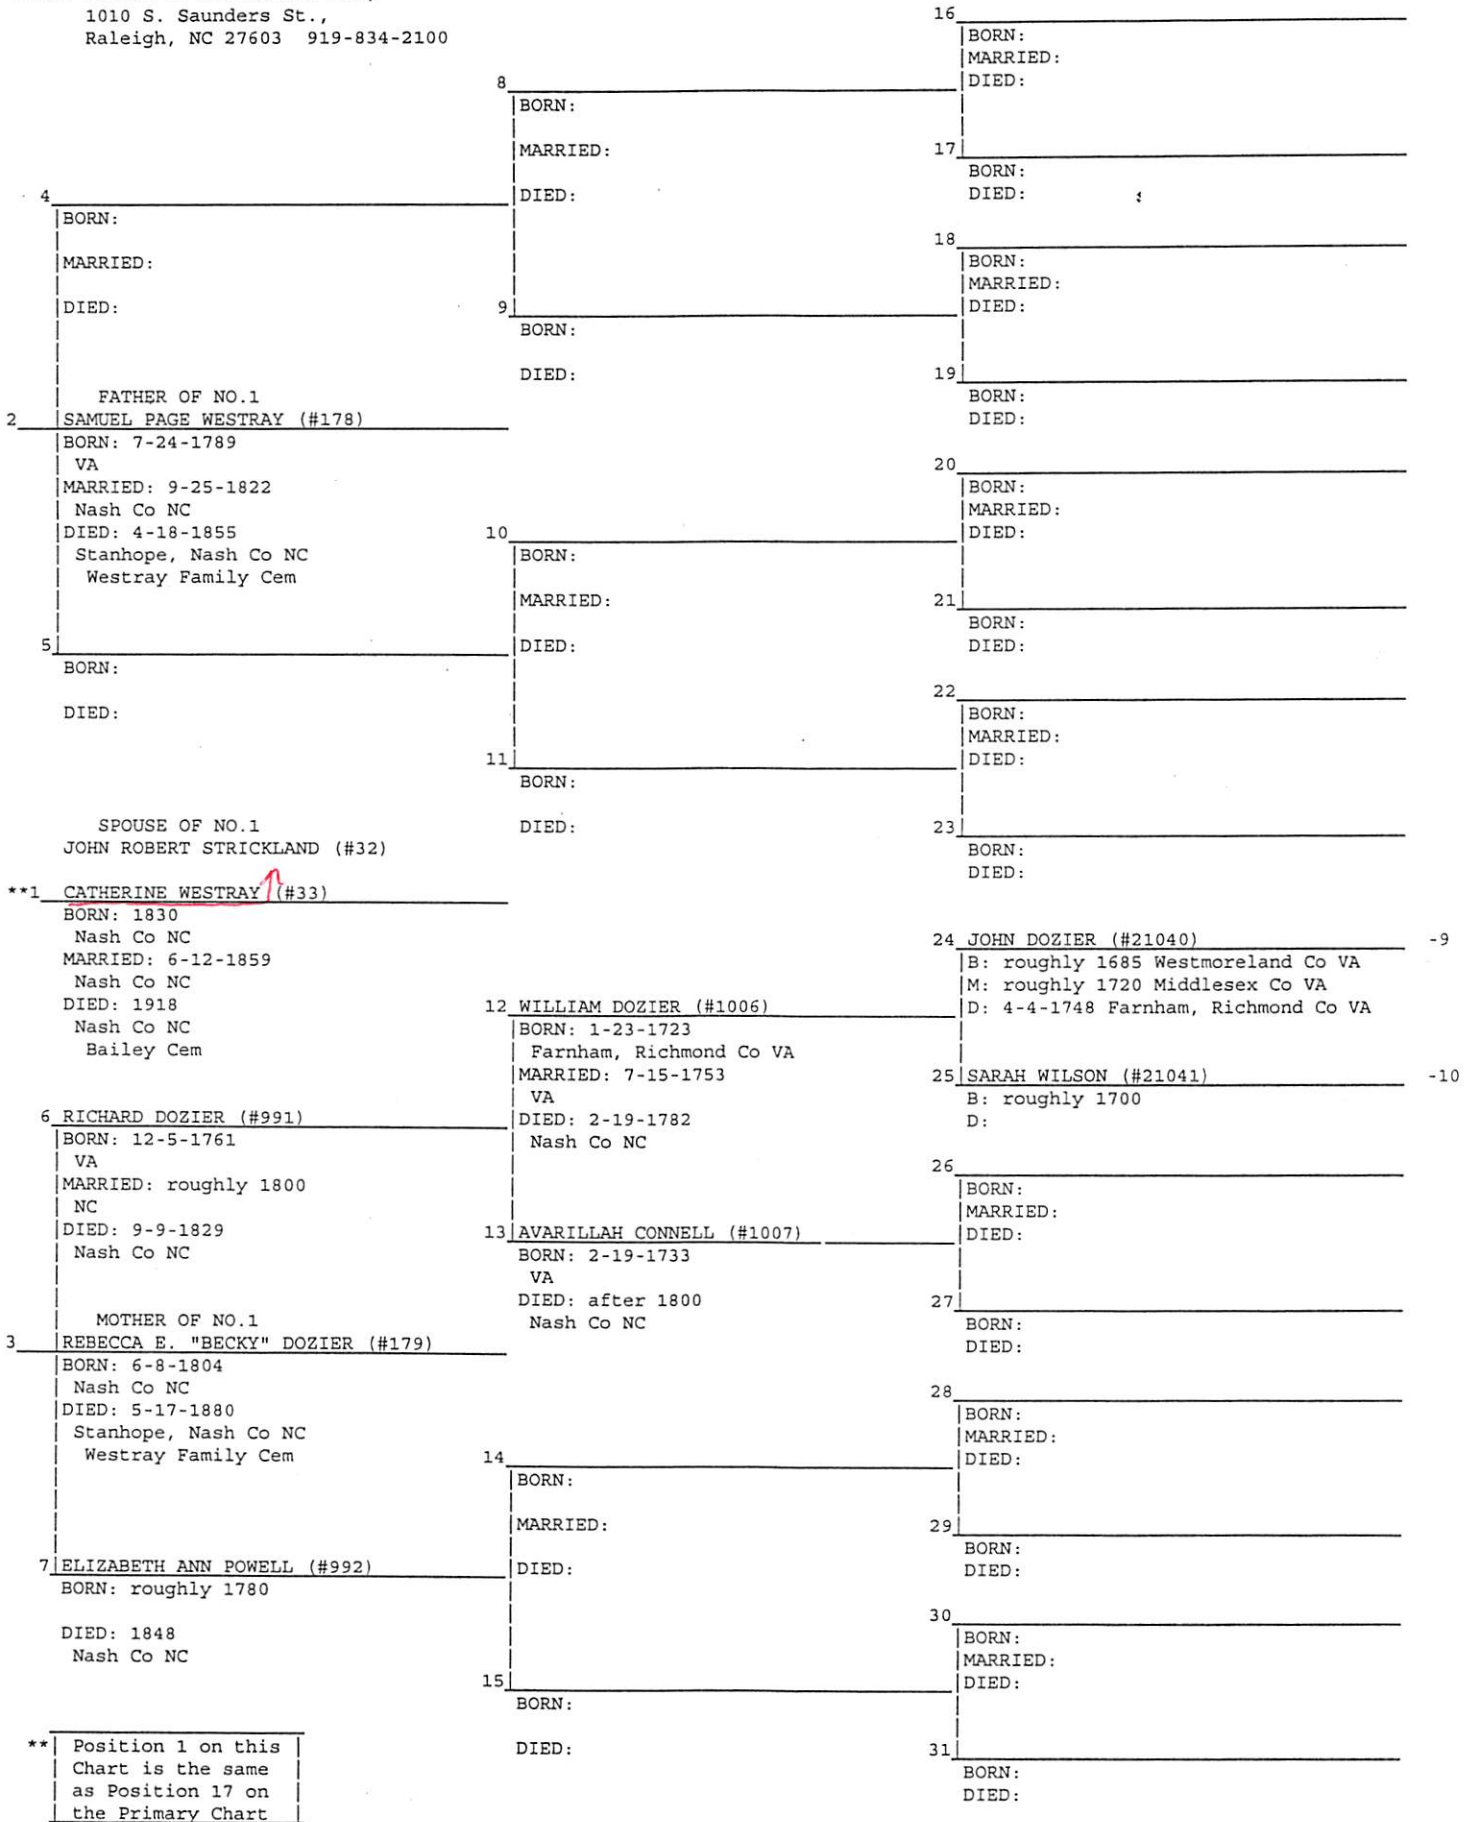 1010 S. Saunders St.,
Raleigh, NC 27603 919-834-2100
16
BORN:
MARRIED:
DIED:
8
BORN:
MARRIED:
DIED:
17
BORN:
DIED:
4
BORN:
MARRIED:
DIED:
18
BORN:
MARRIED:
DIED:
9
BORN:
DIED:
19
BORN:
DIED:
FATHER OF NO.1
2 SAMUEL PAGE WESTRAY (#178)
BORN: 7-24-1789
VA
MARRIED: 9-25-1822
Nash Co NC
DIED: 4-18-1855
Stanhope, Nash Co NC
Westray Family Cem
20
BORN:
MARRIED:
DIED:
10
BORN:
MARRIED:
DIED:
21
BORN:
DIED:
5
BORN:
DIED:
22
BORN:
MARRIED:
DIED:
11
BORN:
DIED:
23
BORN:
DIED:
SPOUSE OF NO.1
JOHN ROBERT STRICKLAND (#32)
**1 CATHERINE WESTRAY (#33)
BORN: 1830
Nash Co NC
MARRIED: 6-12-1859
Nash Co NC
DIED: 1918
Nash Co NC
Bailey Cem
24 JOHN DOZIER (#21040) -9
B: roughly 1685 Westmoreland Co VA
M: roughly 1720 Middlesex Co VA
D: 4-4-1748 Farnham, Richmond Co VA
12 WILLIAM DOZIER (#1006)
BORN: 1-23-1723
Farnham, Richmond Co VA
MARRIED: 7-15-1753
VA
DIED: 2-19-1782
Nash Co NC
25 SARAH WILSON (#21041) -10
B: roughly 1700
D:
6 RICHARD DOZIER (#991)
BORN: 12-5-1761
VA
MARRIED: roughly 1800
NC
DIED: 9-9-1829
Nash Co NC
26
BORN:
MARRIED:
DIED:
13 AVARILLAH CONNELL (#1007)
BORN: 2-19-1733
VA
DIED: after 1800
Nash Co NC
27
BORN:
DIED:
MOTHER OF NO.1
3 REBECCA E. "BECKY" DOZIER (#179)
BORN: 6-8-1804
Nash Co NC
DIED: 5-17-1880
Stanhope, Nash Co NC
Westray Family Cem
28
BORN:
MARRIED:
DIED:
14
BORN:
MARRIED:
DIED:
29
BORN:
DIED:
7 ELIZABETH ANN POWELL (#992)
BORN: roughly 1780
DIED: 1848
Nash Co NC
30
BORN:
MARRIED:
DIED:
15
BORN:
DIED:
31
BORN:
DIED:
** Position 1 on this
Chart is the same
as Position 17 on
the Primary Chart